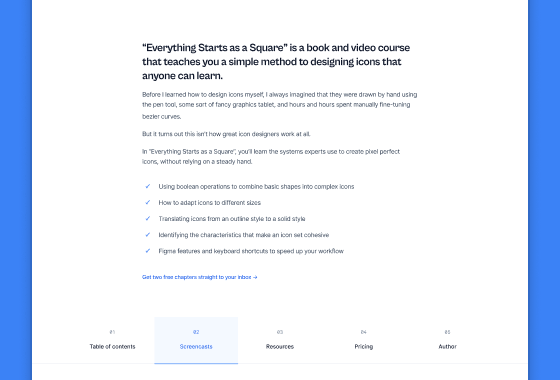 “Everything Starts as a Square” is a book and video course
that teaches you a simple method to designing icons that
anyone can learn.
Before I learned how to design icons myself, I always imagined that they were drawn by hand using
the pen tool, some sort of fancy graphics tablet, and hours and hours spent manually fine-tuning
bezier curves.
But it turns out this isn't how great icon designers work at all.
In “Everything Starts as a Square”, you'll learn the systems experts use to create pixel perfect
icons, without relying on a steady hand.
✓ Using boolean operations to combine basic shapes into complex icons
✓ How to adapt icons to different sizes
✓ Translating icons from an outline style to a solid style
✓ Identifying the characteristics that make an icon set cohesive
✓ Figma features and keyboard shortcuts to speed up your workflow
Get two free chapters straight to your inbox →
01 02 03 04 05
Table of contents Screencasts Resources Pricing Author